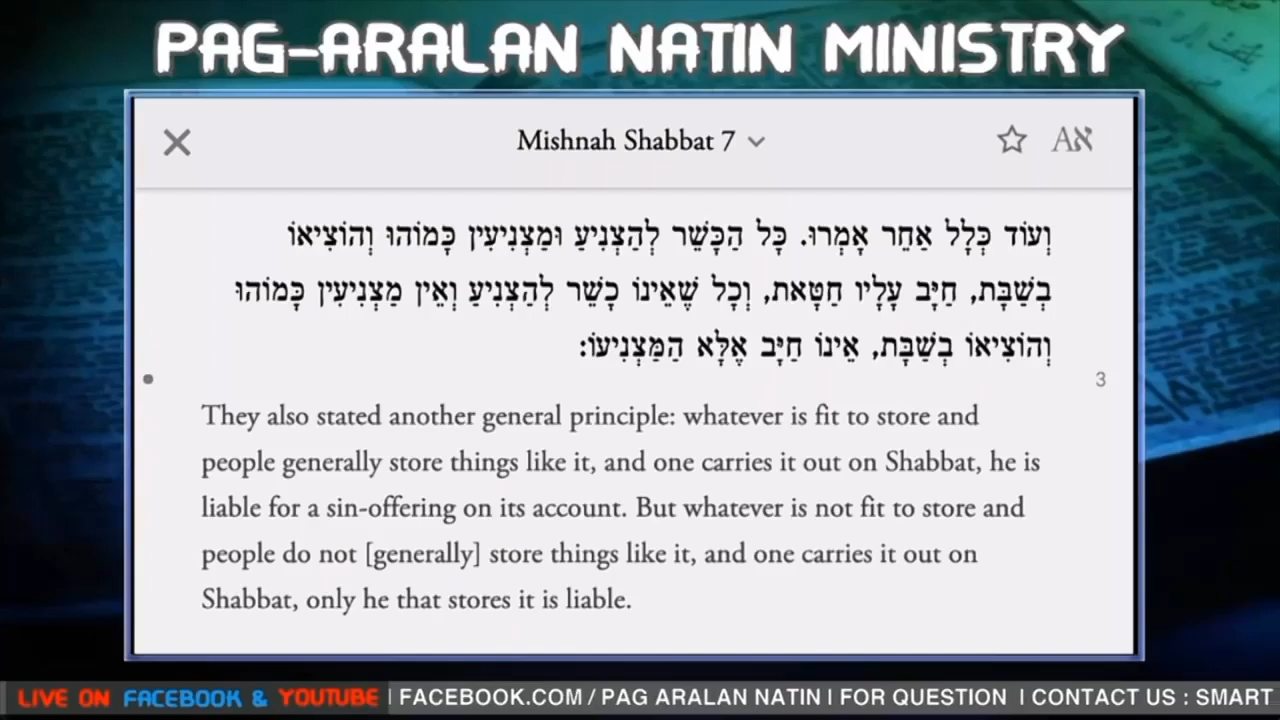 PAG-ARALAN NATIN MINISTRY
Mishnah Shabbat 7
Aא
וְעוֹד כְּלָל אַחֵר אָמְרוּ. כָּל הַכָּשֵׁר לְהַצְנִיעַ וּמַצְנִיעִין כָּמוֹהוּ וְהוֹצִיאוֹ
בְשַׁבָּת, חַיָּב עָלָיו חַטָּאת, וְכָל שֶׁאֵינוֹ כָשֵׁר לְהַצְנִיעַ וְאֵין מַצְנִיעִין כָּמוֹהוּ
וְהוֹצִיאוֹ בְשַׁבָּת, אֵינוֹ חַיָּב אֶלָּא הַמַּצְנִיעוֹ:
3
They also stated another general principle: whatever is fit to store and
people generally store things like it, and one carries it out on Shabbat, he is
liable for a sin-offering on its account. But whatever is not fit to store and
people do not [generally] store things like it, and one carries it out on
Shabbat, only he that stores it is liable.
LIVE ON FACEBOOK & YOUTUBE | FACEBOOK.COM / PAG ARALAN NATIN | FOR QUESTION | CONTACT US : SMART